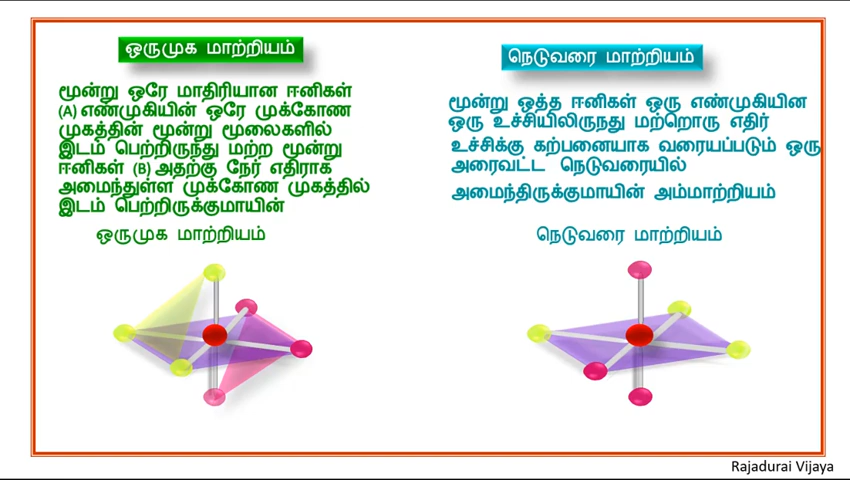 ஒருமுக மாற்றியம்
மூன்று ஒரே மாதிரியான ஈனிகள்
(A) எண்முகியின் ஒரே முக்கோண
முகத்தின் மூன்று மூலைகளில்
இடம் பெற்றிருந்து மற்ற மூன்று
ஈனிகள் (B) அதற்கு நேர் எதிராக
அமைந்துள்ள முக்கோண முகத்தில்
இடம் பெற்றிருக்குமாயின்
ஒருமுக மாற்றியம்
நெடுவரை மாற்றியம்
மூன்று ஒத்த ஈனிகள் ஒரு எண்முகியின
ஒரு உச்சியிலிருநது மற்றொரு எதிர்
உச்சிக்கு கற்பனையாக வரையப்படும் ஒரு
அரைவட்ட நெடுவரையில்
அமைந்திருக்குமாயின் அம்மாற்றியம்
நெடுவரை மாற்றியம்
Rajadurai Vijaya